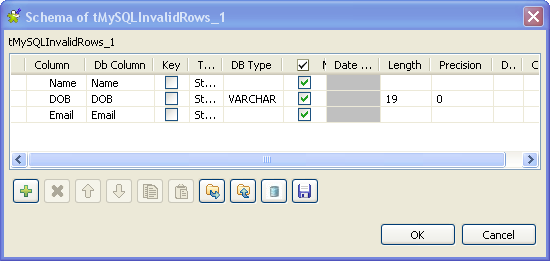 Schema of tMySQLInvalidRows_1
tMySQLInvalidRows_1
Column Db Column Key T... DB Type N Date ... Length Precision D.. C
Name Name St...
DOB DOB St... VARCHAR 19 0
Email Email St...
OK Cancel